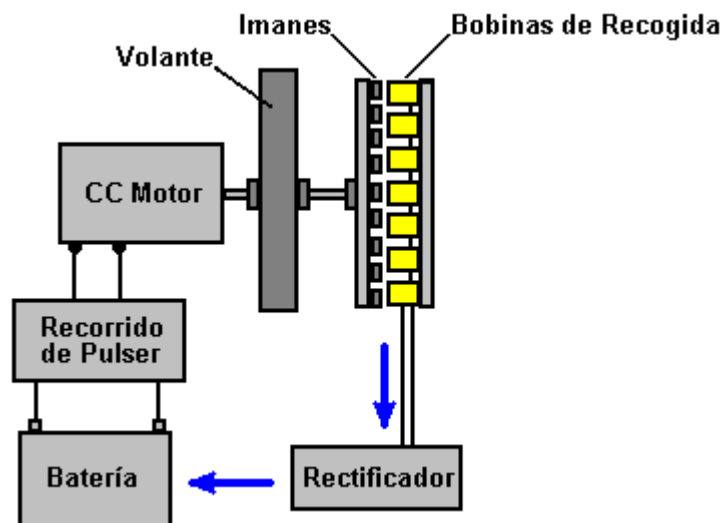 Imanes
Bobinas de Recogida
Volante
CC Motor
Recorrido
de Pulser
Batería
Rectificador